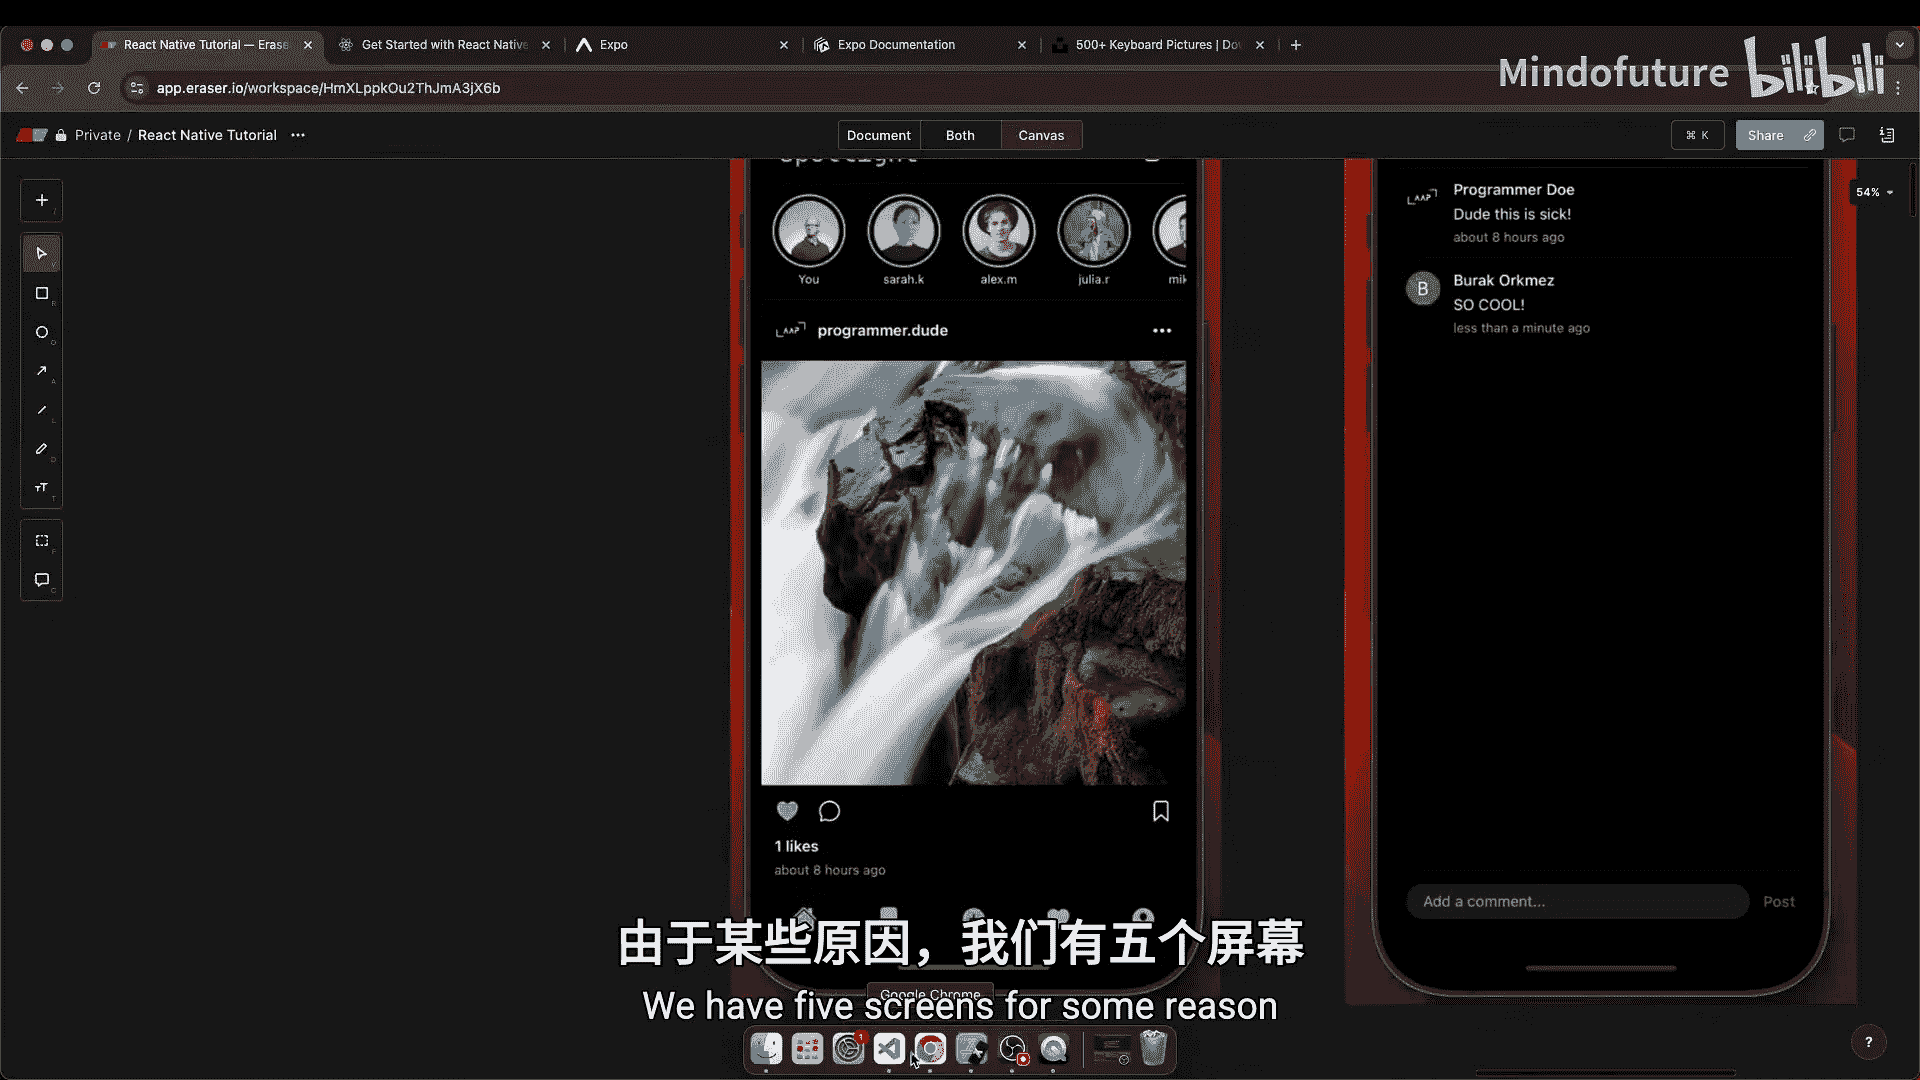 React Native Tutorial — Erase
Get Started with React Native
Expo
Expo Documentation
500+ Keyboard Pictures | Do
Mindofuture
bilibili
app.eraser.io/workspace/HmXLppkOu2ThJmA3jX6b
Private / React Native Tutorial
Document
Both
Canvas
⌘ K
Share
54%
spotlight
You
sarah.k
alex.m
julia.r
mik
programmer.dude
1 likes
about 8 hours ago
Programmer Doe
Dude this is sick!
about 8 hours ago
B
Burak Orkmez
SO COOL!
less than a minute ago
Add a comment...
Post
由于某些原因，我们有五个屏幕
Google Chrome
We have five screens for some reason
1
?